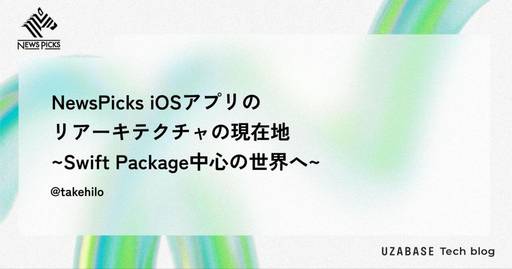 NEWSPICKS
NewsPicks iOSアプリの
リアーキテクチャの現在地
~Swift Package中心の世界へ~
@takehilo
UZABASE Tech blog